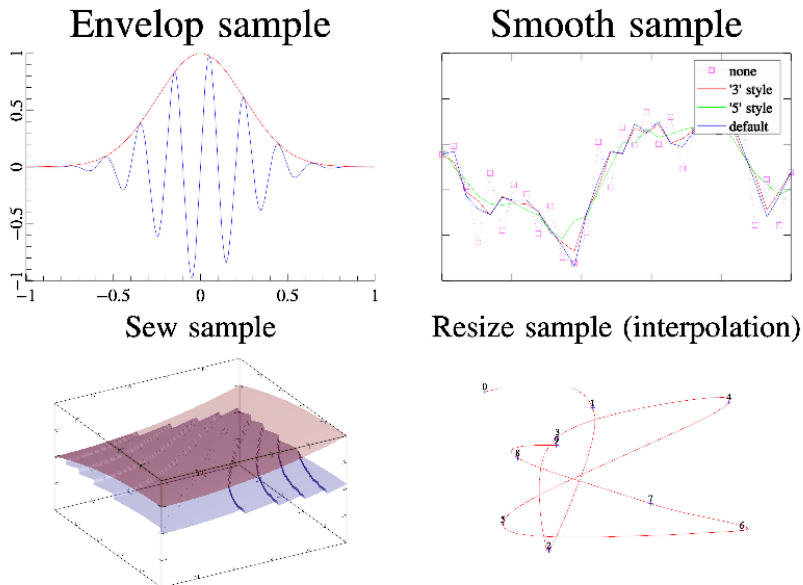 Envelop sample
Smooth sample
1
0.5
0
−0.5
−1
−1
−0.5
0
0.5
1
none
'3' style
'5' style
default
Sew sample
Resize sample (interpolation)
0
1
4
3
9
8
7
5
6
2